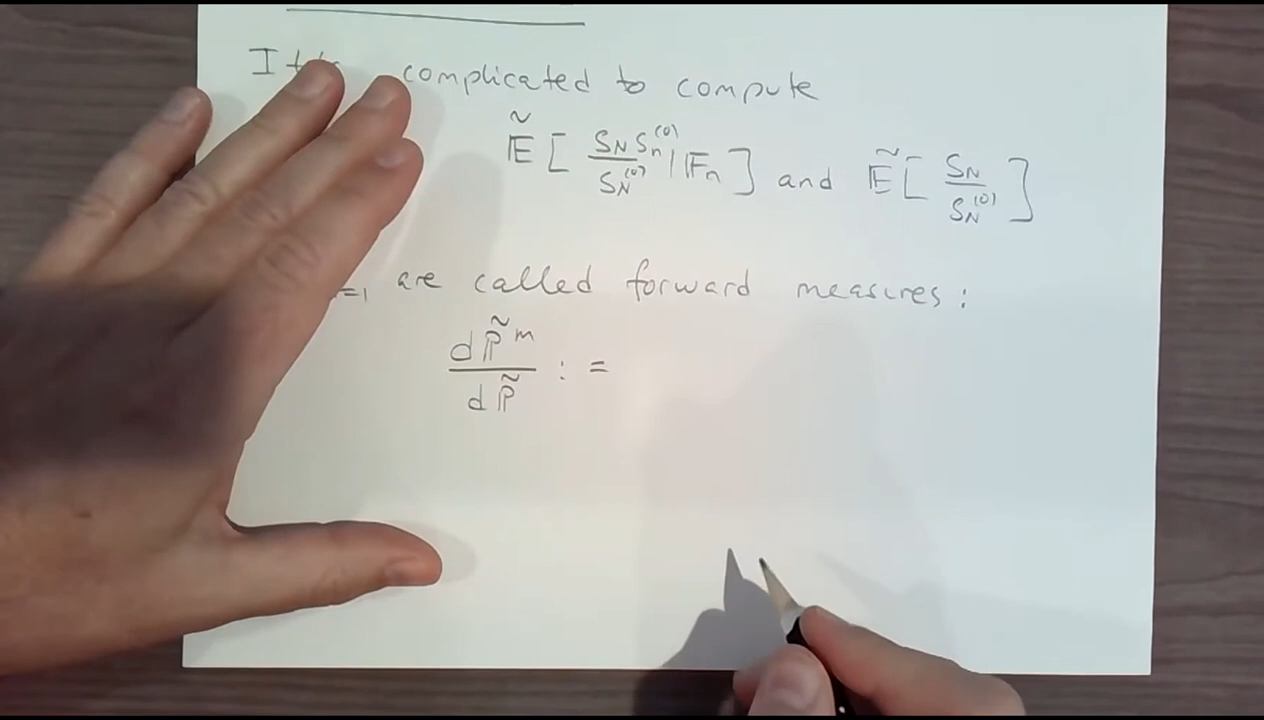 complicated to compute
Ẽ [ S_N S_n^(0) / S_N^(0) | F_n ] and Ẽ [ S_N / S_N^(0) ]
=1 are called forward measures :
dP̃^m / dP̃ : =